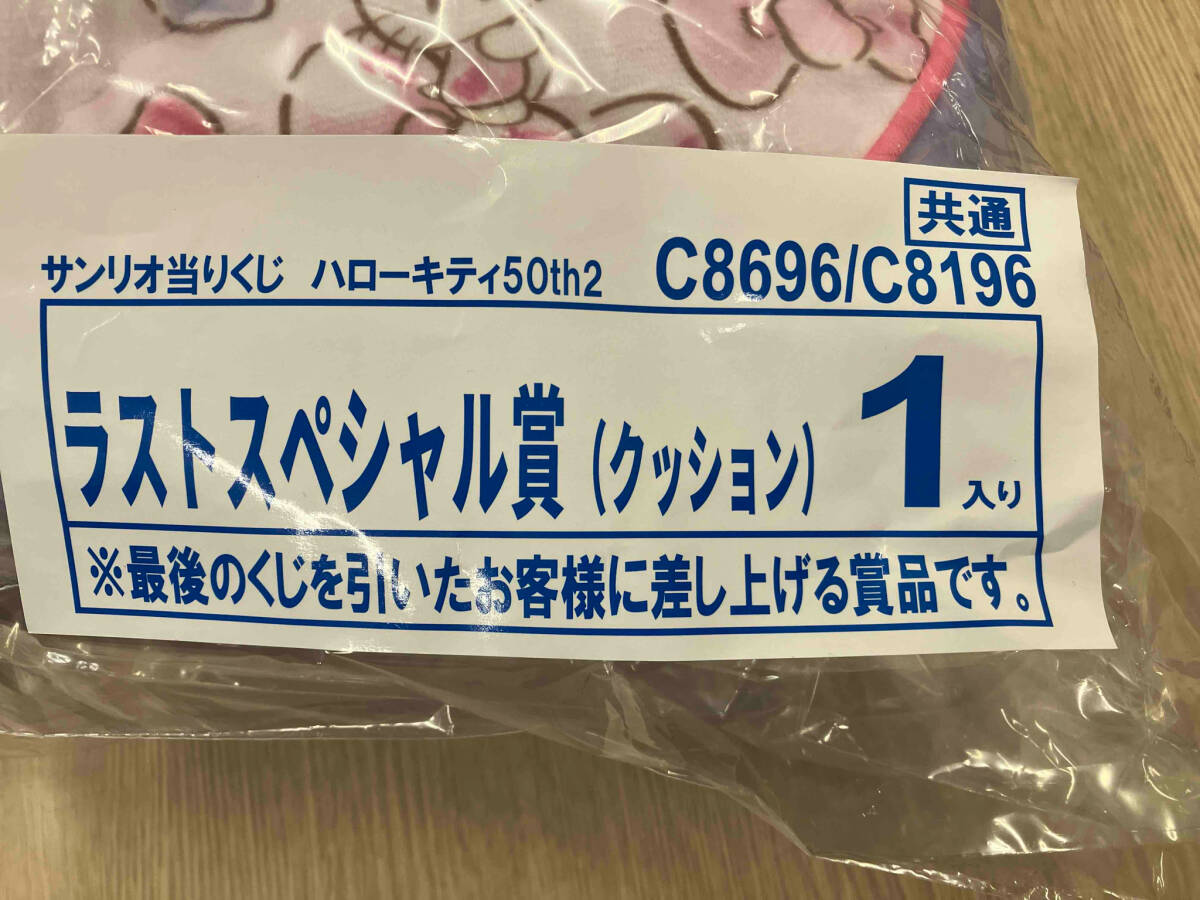 共通
サンリオ当りくじ ハローキティ50th2 C8696/C8196
ラストスペシャル賞(クッション) 1入り
※最後のくじを引いたお客様に差し上げる賞品です。